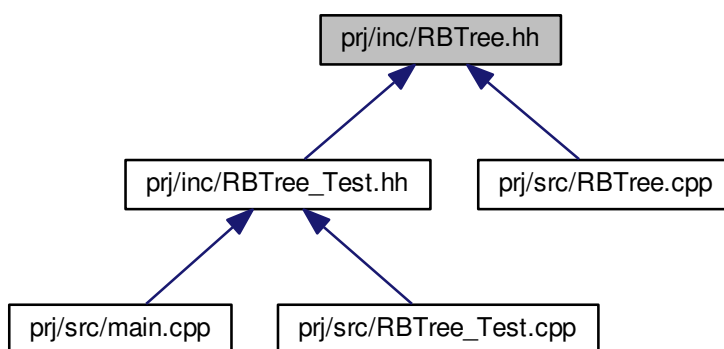 prj/inc/RBTree.hh
prj/inc/RBTree_Test.hh
prj/src/RBTree.cpp
prj/src/main.cpp
prj/src/RBTree_Test.cpp